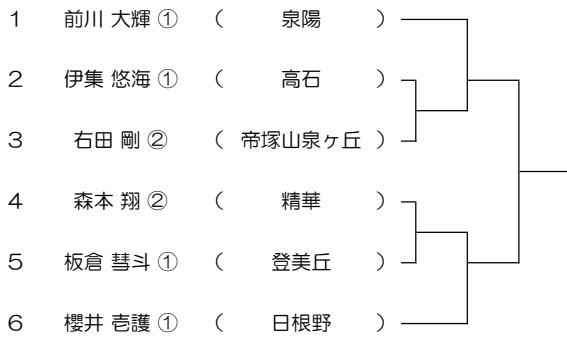 1 前川 大輝 ① ( 泉陽 )
2 伊集 悠海 ① ( 高石 )
3 右田 剛 ② ( 帝塚山泉ヶ丘 )
4 森本 翔 ② ( 精華 )
5 板倉 彗斗 ① ( 登美丘 )
6 櫻井 壱護 ① ( 日根野 )